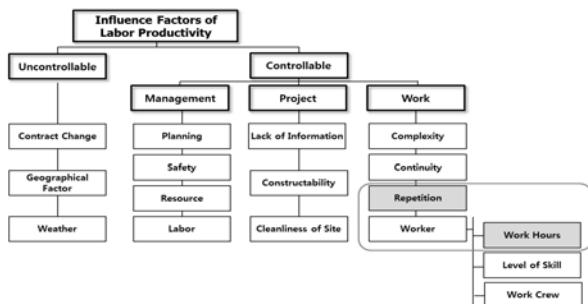 Influence Factors of
Labor Productivity
Uncontrollable
Controllable
Management
Project
Work
Contract Change
Planning
Lack of Information
Complexity
Safety
Continuity
Geographical
Factor
Constructability
Resource
Repetition
Weather
Labor
Cleanliness of Site
Worker
Work Hours
Level of Skill
Work Crew